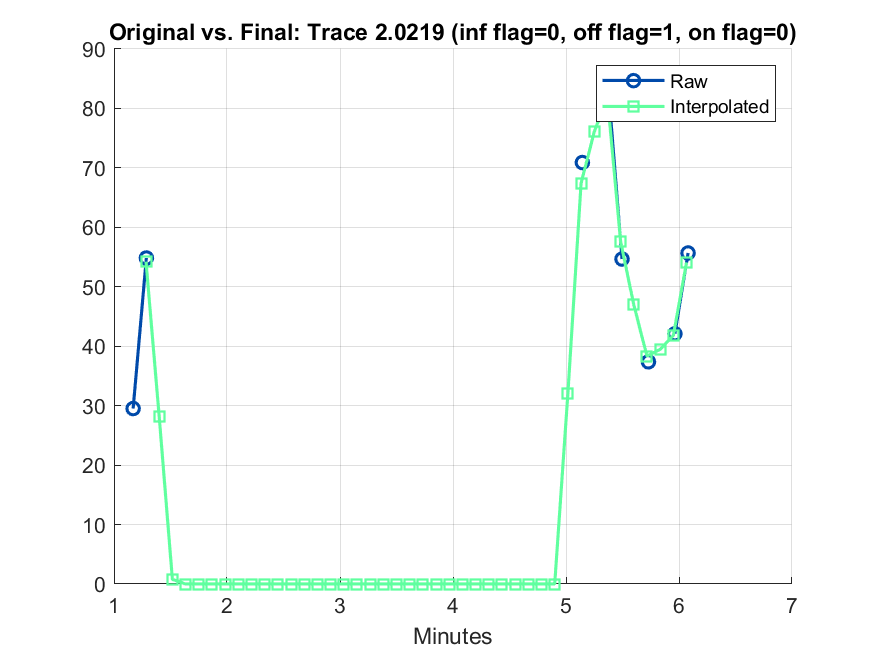 Original vs. Final: Trace 2.0219 (inf flag=0, off flag=1, on flag=0)
90
80
70
60
50
40
30
20
10
0
Raw
Interpolated
1 2 3 4 5 6 7
Minutes